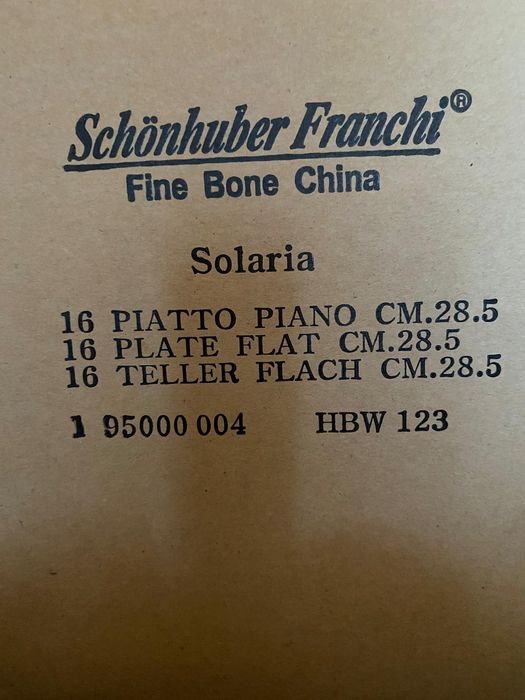 Schönhuber Franchi®
Fine Bone China
Solaria
16 PIATTO PIANO CM.28.5
16 PLATE FLAT CM.28.5
16 TELLER FLACH CM.28.5
1 95000 004 HBW 123